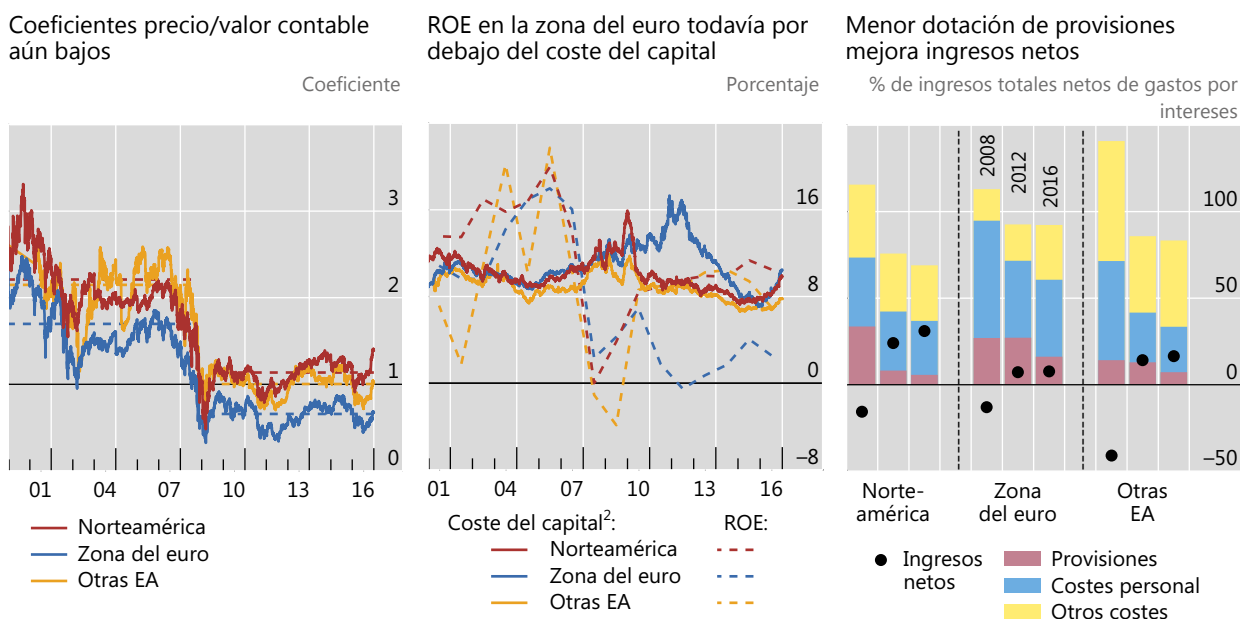 Coeficientes precio/valor contable
aún bajos
Coeficiente
3
2
1
0
01 04 07 10 13 16
Norteamérica
Zona del euro
Otras EA
ROE en la zona del euro todavía por
debajo del coste del capital
Porcentaje
16
8
0
–8
01 04 07 10 13 16
Coste del capital²: ROE:
Norteamérica
Zona del euro
Otras EA
Menor dotación de provisiones
mejora ingresos netos
% de ingresos totales netos de gastos por
intereses
2008
2012
2016
100
50
0
–50
Norte-
américa
Zona
del euro
Otras
EA
Ingresos
netos
Provisiones
Costes personal
Otros costes